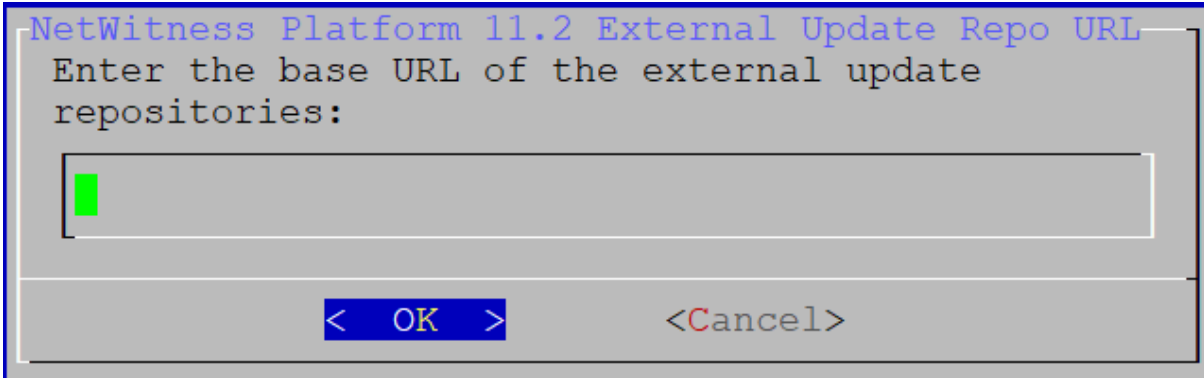 NetWitness Platform 11.2 External Update Repo URL
Enter the base URL of the external update
repositories:
< OK > <Cancel>